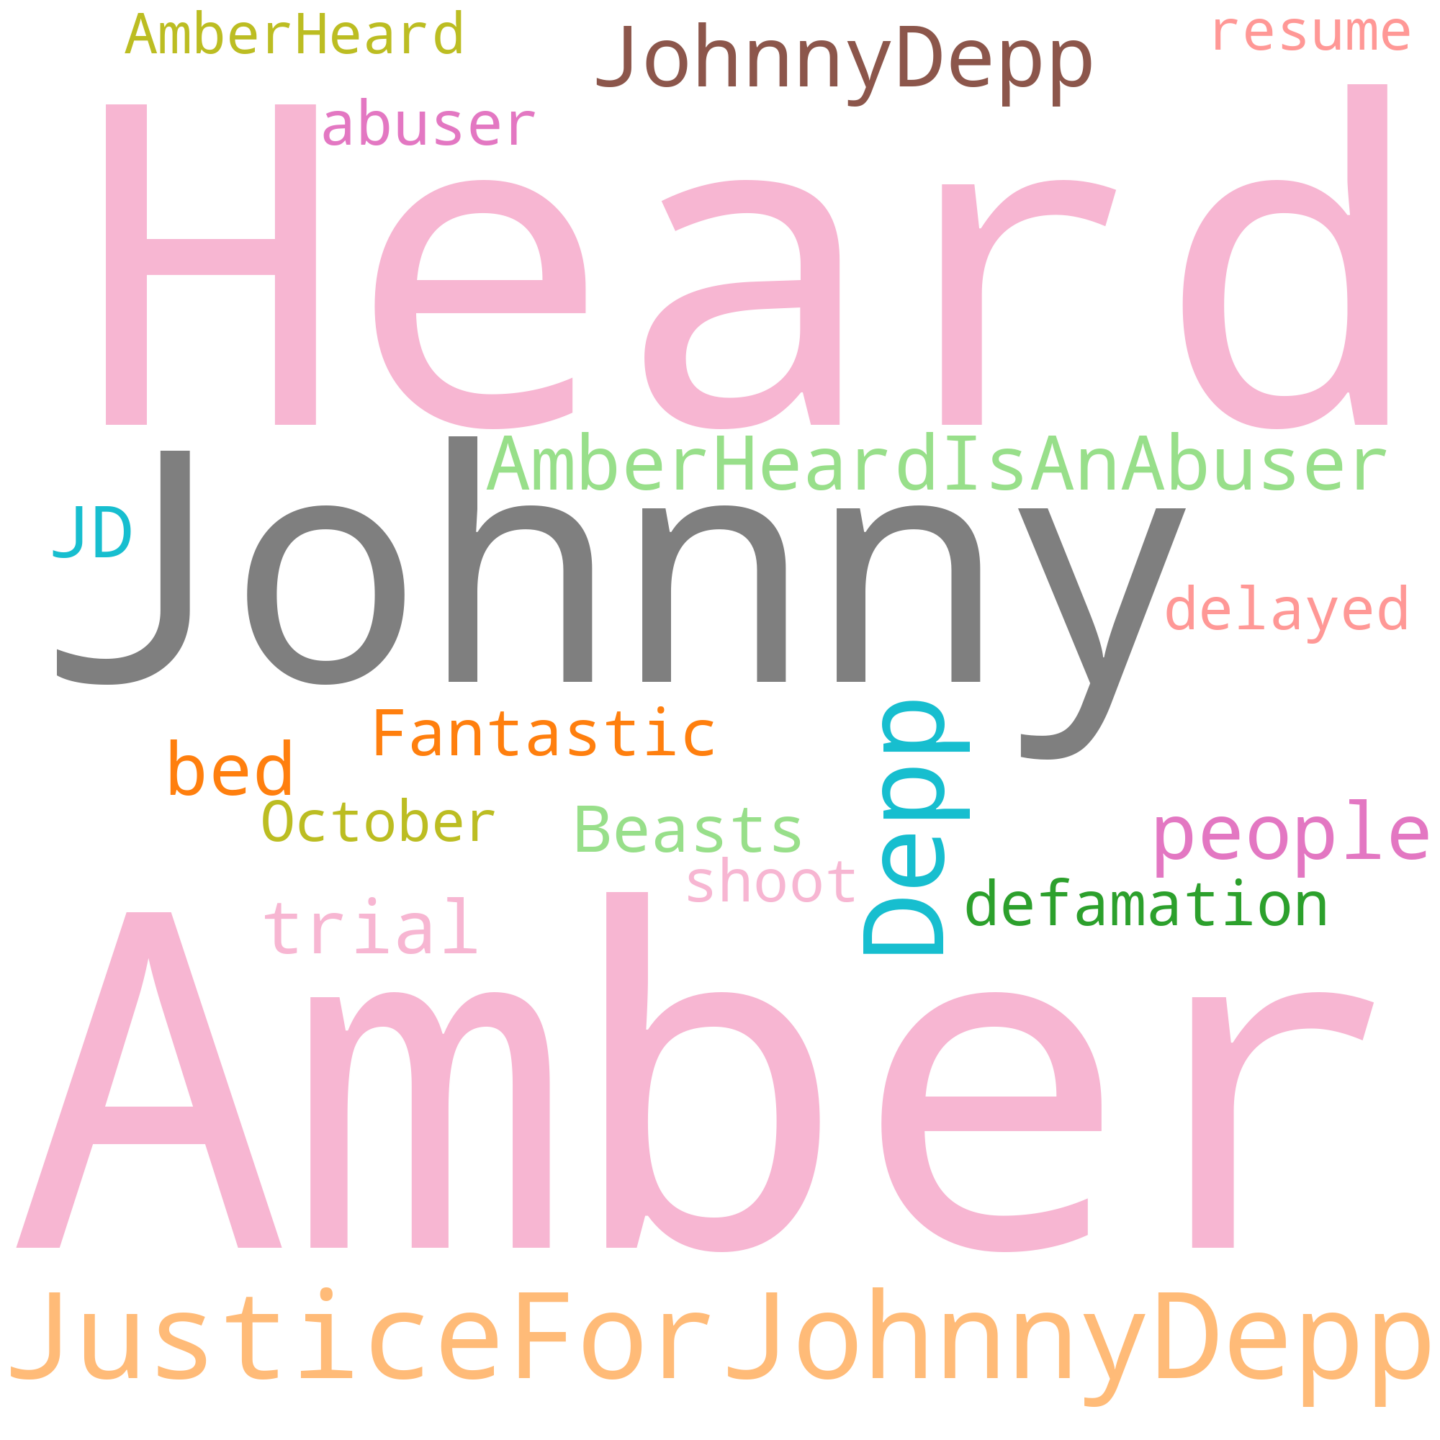 AmberHeard
JohnnyDepp
resume
abuser
Heard
AmberHeardIsAnAbuser
JD
Johnny
delayed
Fantastic
Depp
bed
October
Beasts
people
shoot
defamation
trial
Amber
JusticeForJohnnyDepp